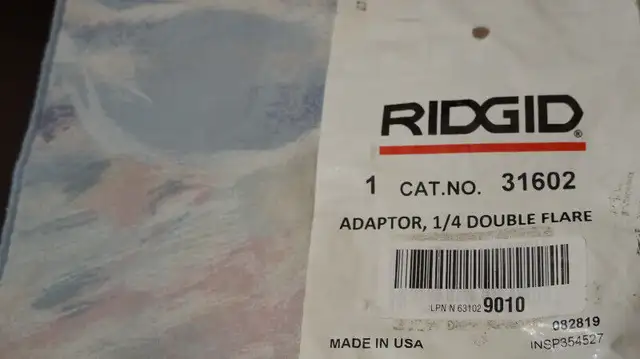 RIDGID®
1 CAT.NO. 31602
ADAPTOR, 1/4 DOUBLE FLARE
LPN N 63102 9010
082819
MADE IN USA INSP354527